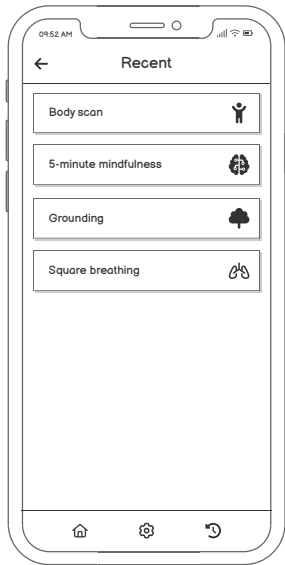 09:52 AM
Recent
Body scan
5-minute mindfulness
Grounding
Square breathing